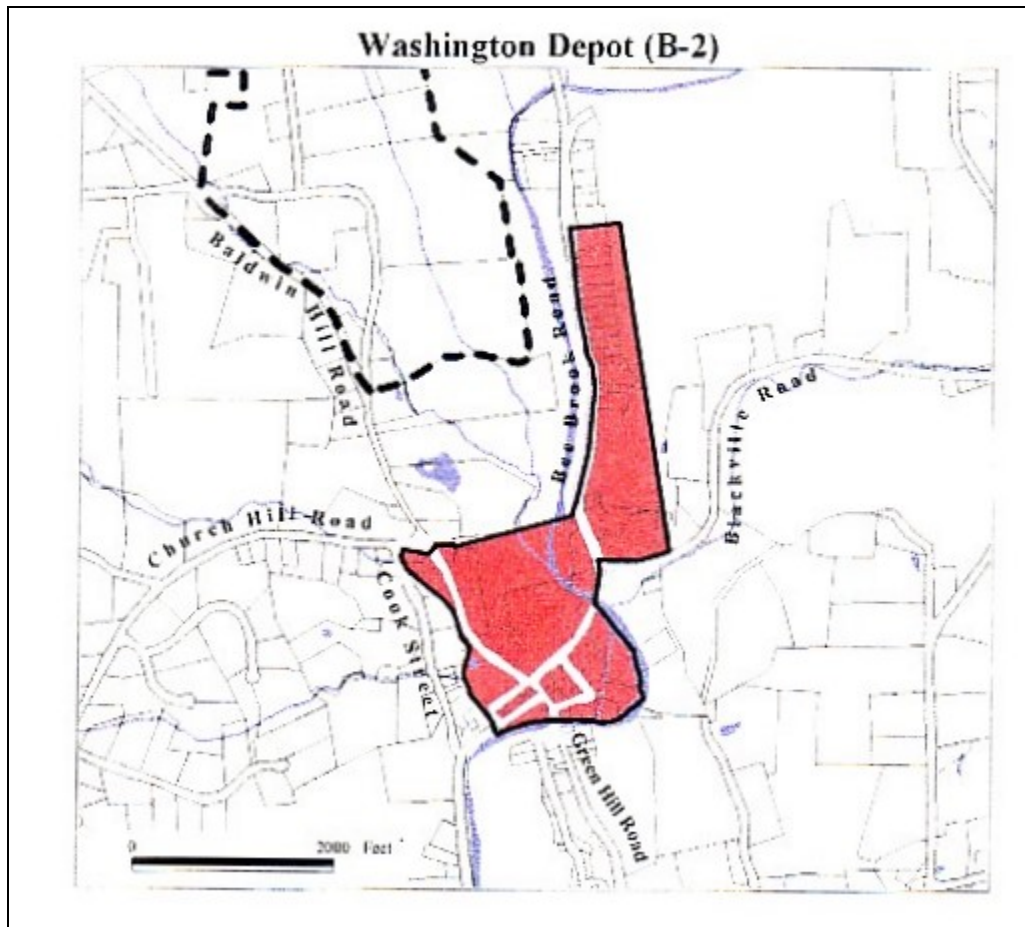 Washington Depot (B-2)
Baldwin Hill Road
Bee Brook Road
Blackville Road
Church Hill Road
Cook Street
Green Hill Road
0 2000 Feet